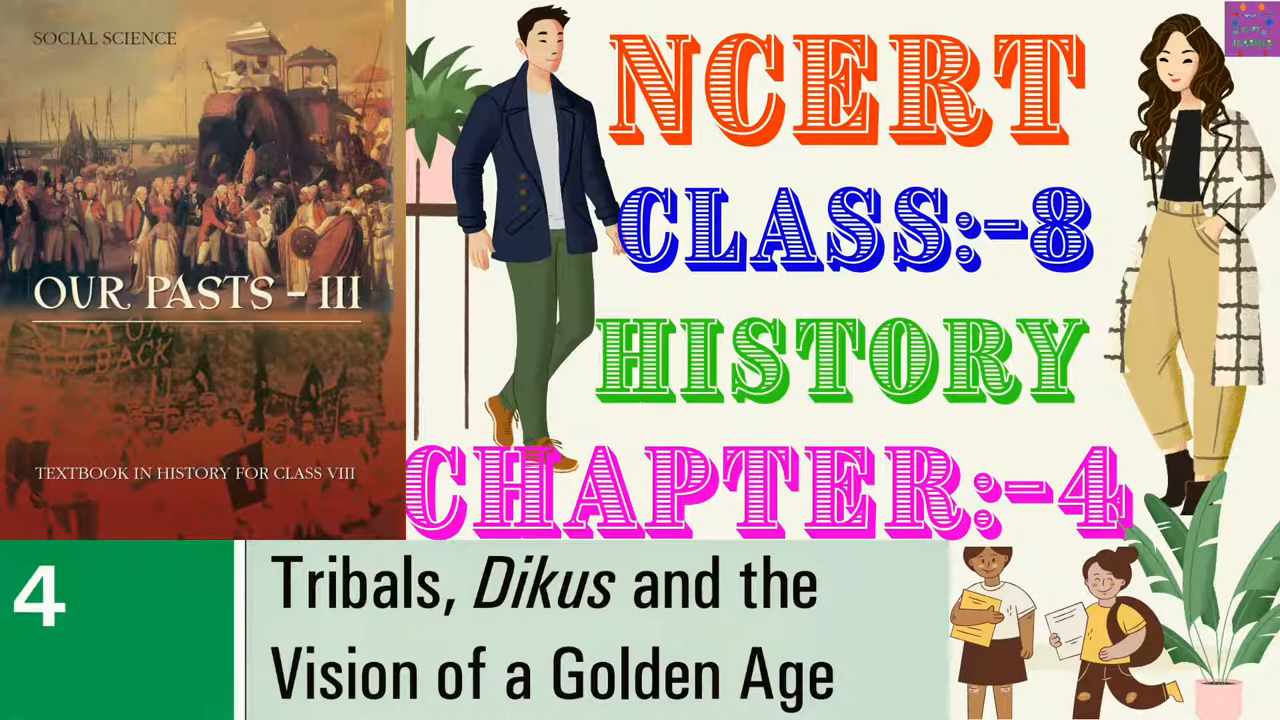 SOCIAL SCIENCE
OUR PASTS – III
TEXTBOOK IN HISTORY FOR CLASS VIII
NCERT
CLASS:-8
HISTORY
CHAPTER:-4
4
Tribals, Dikus and the
Vision of a Golden Age